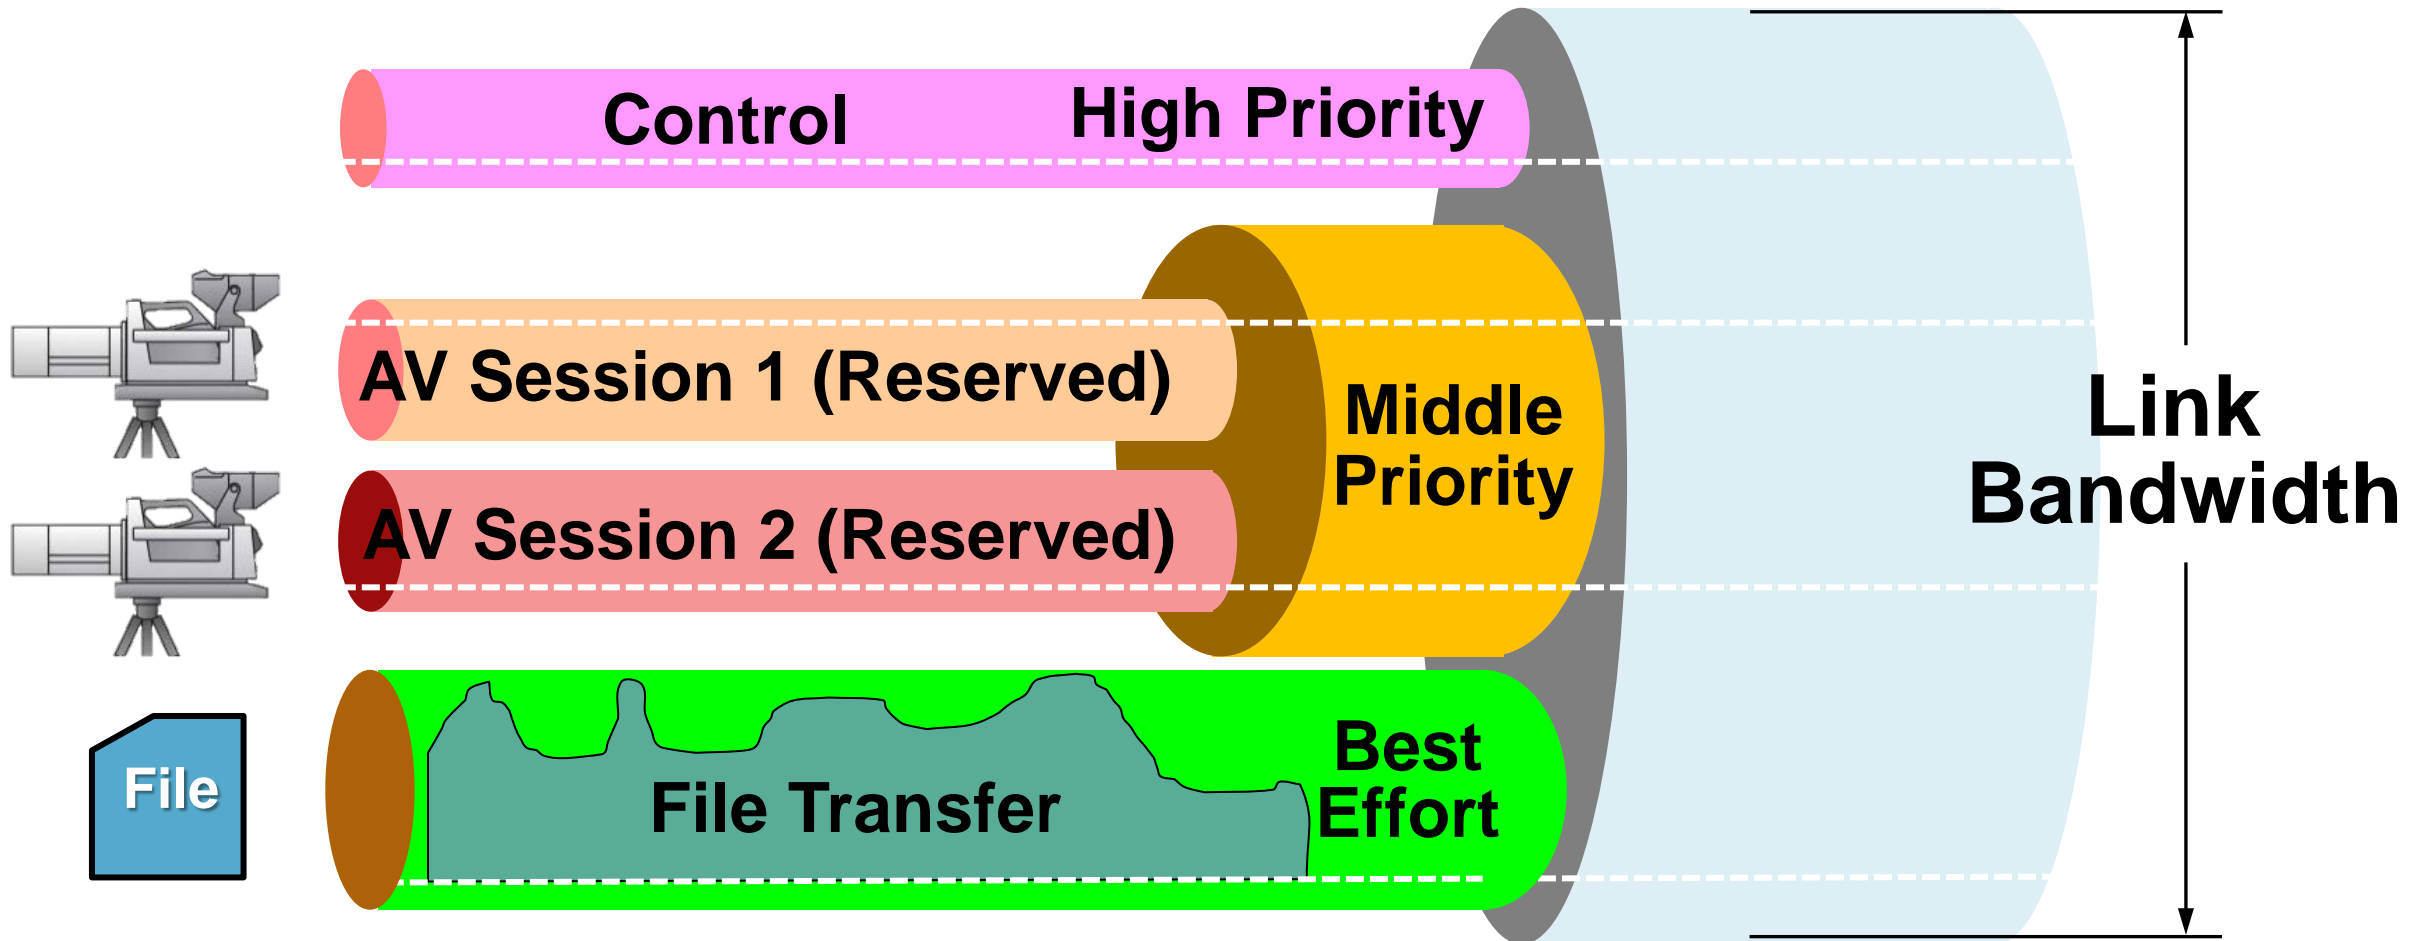 Control
High Priority
AV Session 1 (Reserved)
AV Session 2 (Reserved)
Middle
Priority
Link
Bandwidth
File
File Transfer
Best
Effort